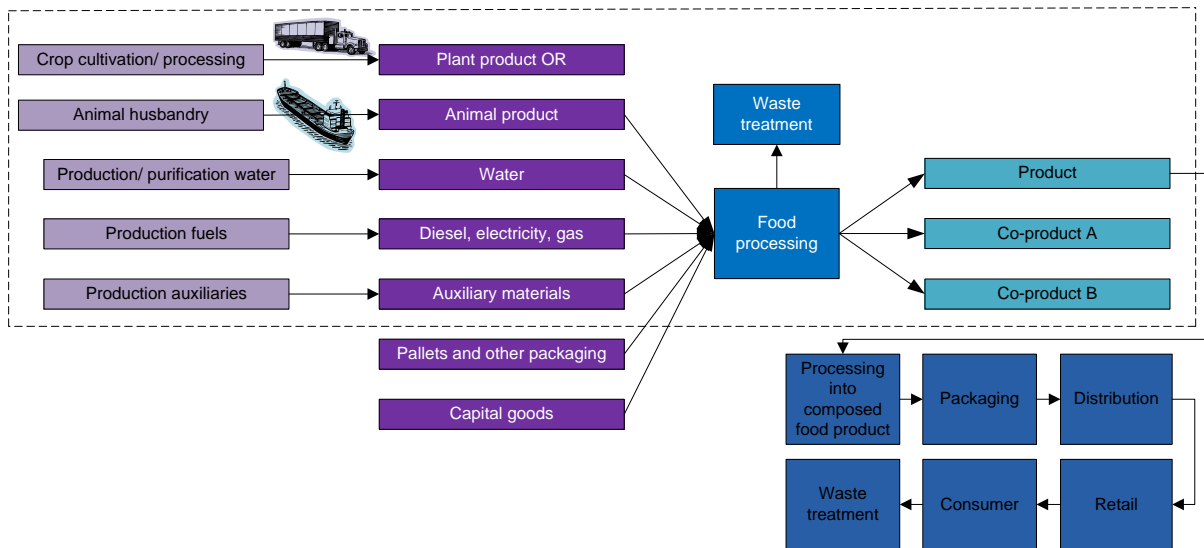 Crop cultivation/ processing
Plant product OR
Animal husbandry
Animal product
Waste
treatment
Production/ purification water
Water
Product
Production fuels
Diesel, electricity, gas
Food
processing
Co-product A
Production auxiliaries
Auxiliary materials
Co-product B
Pallets and other packaging
Capital goods
Processing
into
composed
food product
Packaging
Distribution
Waste
treatment
Consumer
Retail